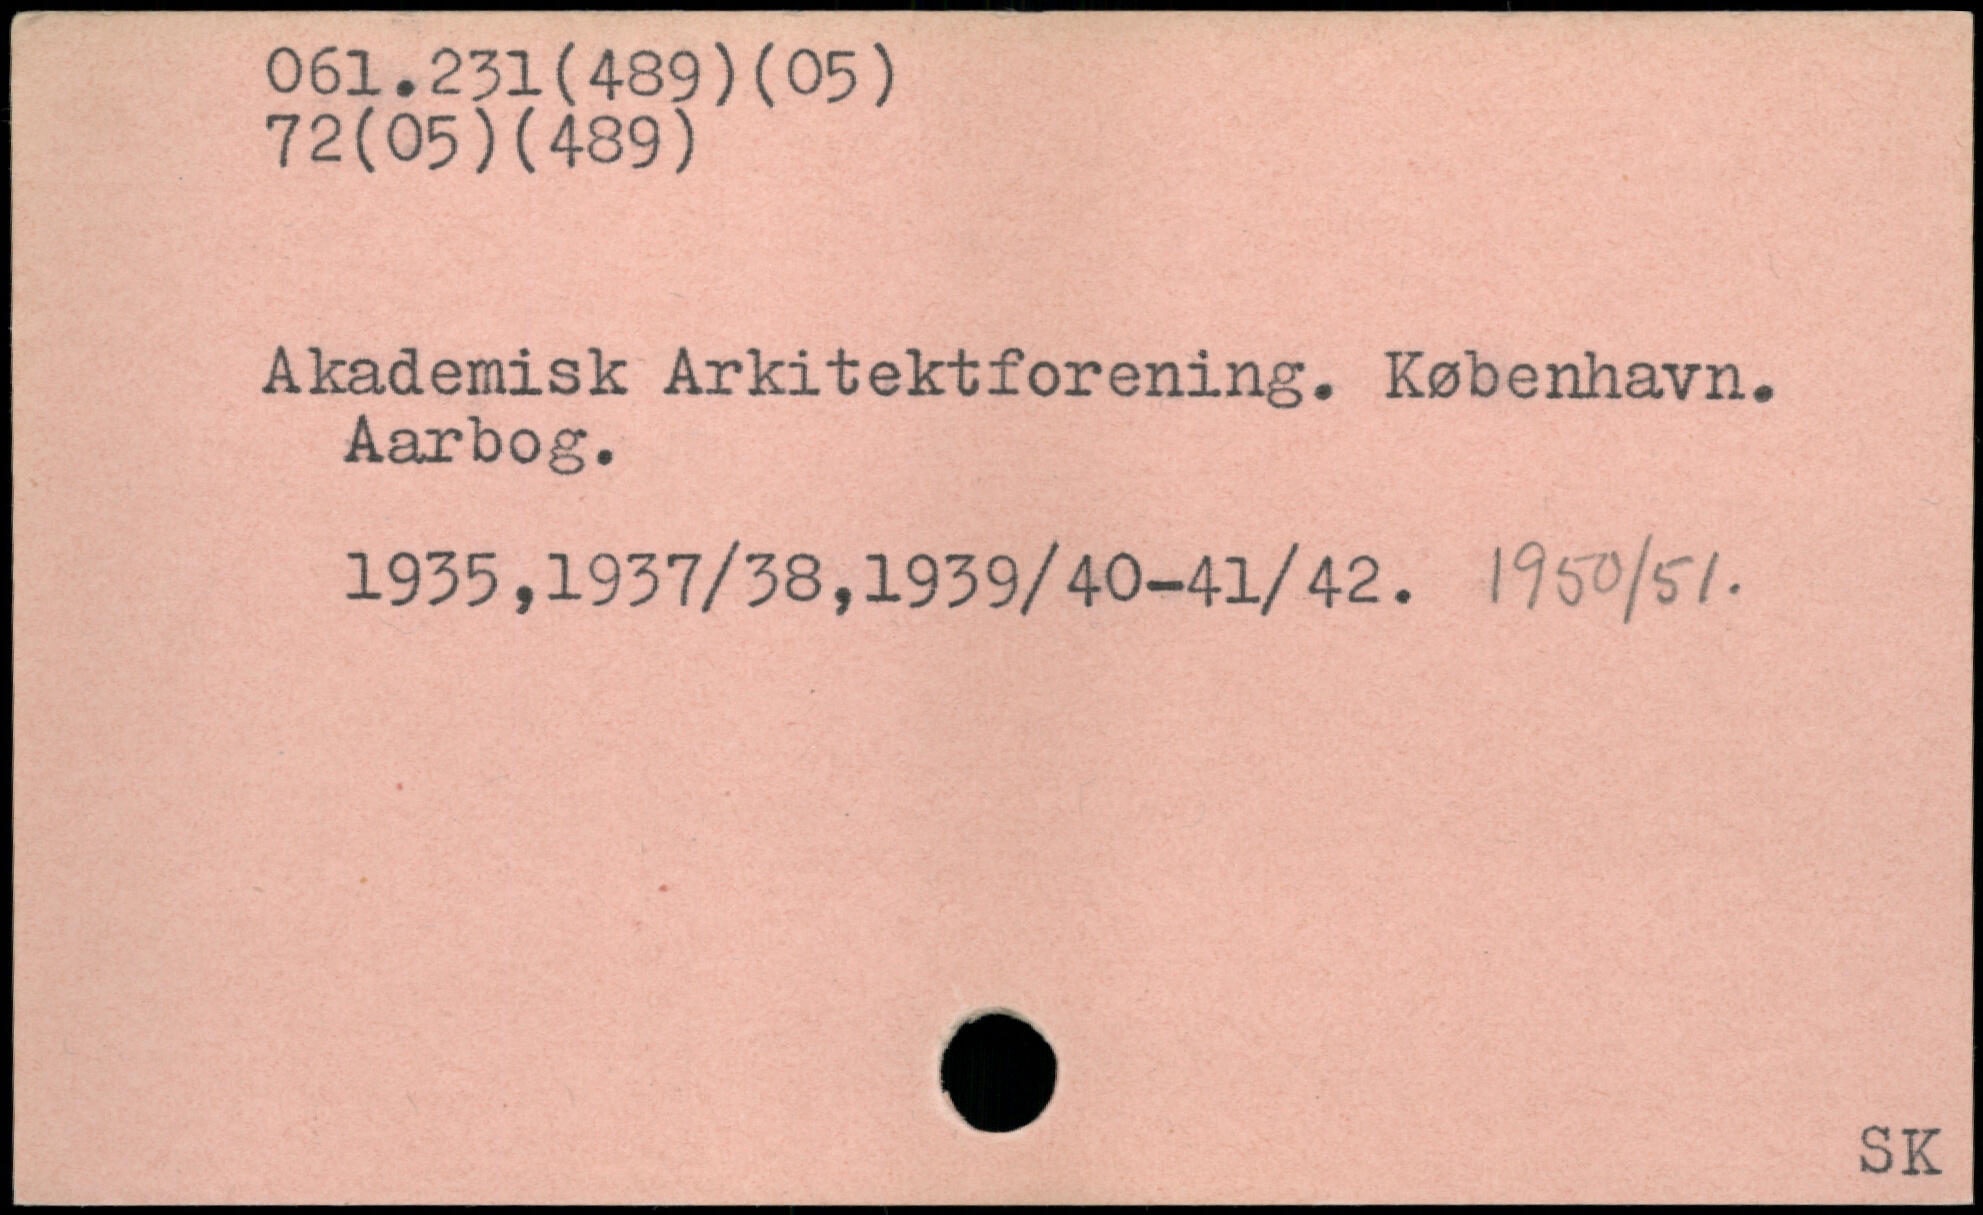 061.231(489)(05)
72(05)(489)
Akademisk Arkitektforening. København.
Aarbog.
1935,1937/38,1939/40-41/42. 1950/51.
SK